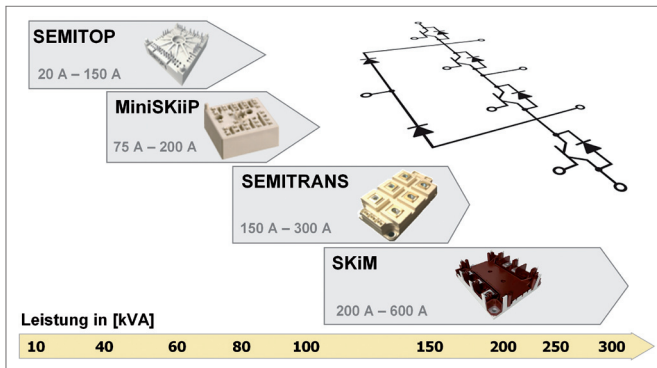 SEMITOP
20 A – 150 A
MiniSKiiP
75 A – 200 A
SEMITRANS
150 A – 300 A
SKiM
200 A – 600 A
Leistung in [kVA]
10 40 60 80 100 150 200 250 300